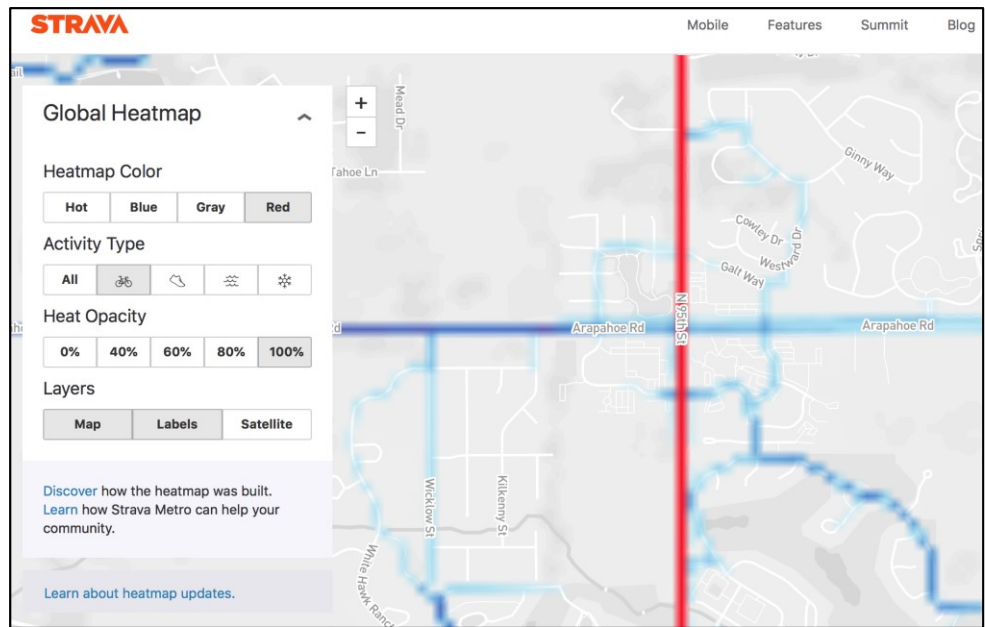 STRAVA
Mobile Features Summit Blog
Global Heatmap
Heatmap Color
Hot Blue Gray Red
Activity Type
All
Heat Opacity
0% 40% 60% 80% 100%
Layers
Map Labels Satellite
Discover how the heatmap was built.
Learn how Strava Metro can help your
community.
Learn about heatmap updates.
+
−
Mead Dr
Tahoe Ln
Ginny Way
Cowley Dr
Westward Dr
Galt Way
N 95th St
Arapahoe Rd
Arapahoe Rd
Wicklow St
Kilkenny St
White Hawk Ranc